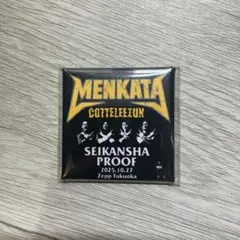 MENKATA
COTTELEEZUN
SEIKANSHA
PROOF
2025.10.27
Zepp Fukuoka